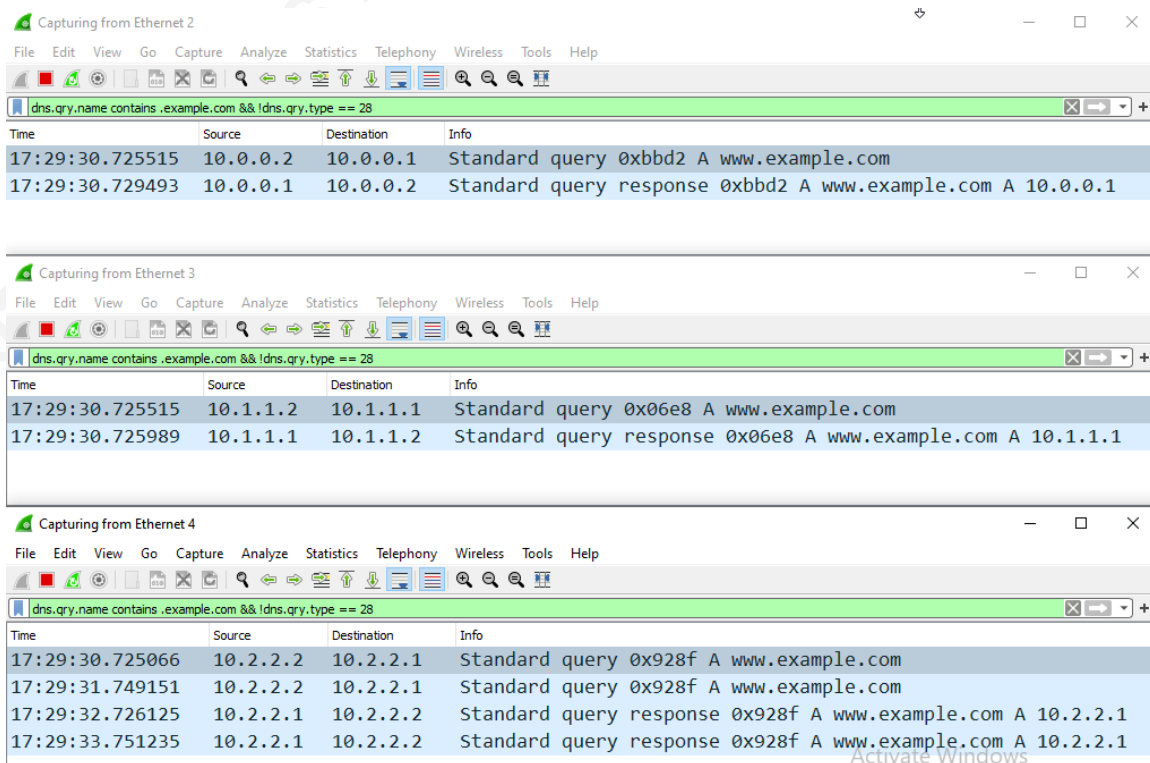 Capturing from Ethernet 2
File Edit View Go Capture Analyze Statistics Telephony Wireless Tools Help
dns.qry.name contains .example.com && !dns.qry.type == 28
Time Source Destination Info
17:29:30.725515 10.0.0.2 10.0.0.1 Standard query 0xbbd2 A www.example.com
17:29:30.729493 10.0.0.1 10.0.0.2 Standard query response 0xbbd2 A www.example.com A 10.0.0.1
Capturing from Ethernet 3
File Edit View Go Capture Analyze Statistics Telephony Wireless Tools Help
dns.qry.name contains .example.com && !dns.qry.type == 28
Time Source Destination Info
17:29:30.725515 10.1.1.2 10.1.1.1 Standard query 0x06e8 A www.example.com
17:29:30.725989 10.1.1.1 10.1.1.2 Standard query response 0x06e8 A www.example.com A 10.1.1.1
Capturing from Ethernet 4
File Edit View Go Capture Analyze Statistics Telephony Wireless Tools Help
dns.qry.name contains .example.com && !dns.qry.type == 28
Time Source Destination Info
17:29:30.725066 10.2.2.2 10.2.2.1 Standard query 0x928f A www.example.com
17:29:31.749151 10.2.2.2 10.2.2.1 Standard query 0x928f A www.example.com
17:29:32.726125 10.2.2.1 10.2.2.2 Standard query response 0x928f A www.example.com A 10.2.2.1
17:29:33.751235 10.2.2.1 10.2.2.2 Standard query response 0x928f A www.example.com A 10.2.2.1
Activate Windows